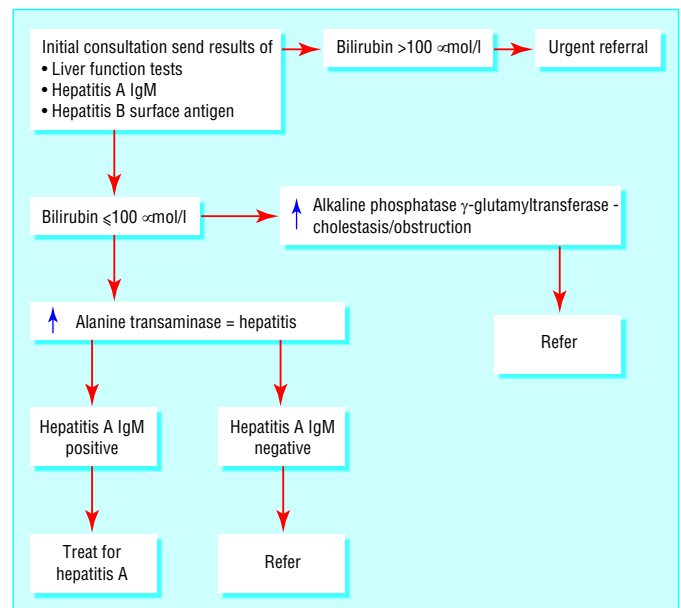 Initial consultation send results of
• Liver function tests
• Hepatitis A IgM
• Hepatitis B surface antigen
Bilirubin >100 ∝mol/l
Urgent referral
Bilirubin ⩽100 ∝mol/l
Alkaline phosphatase γ-glutamyltransferase -
cholestasis/obstruction
Alanine transaminase = hepatitis
Refer
Hepatitis A IgM
positive
Hepatitis A IgM
negative
Treat for
hepatitis A
Refer